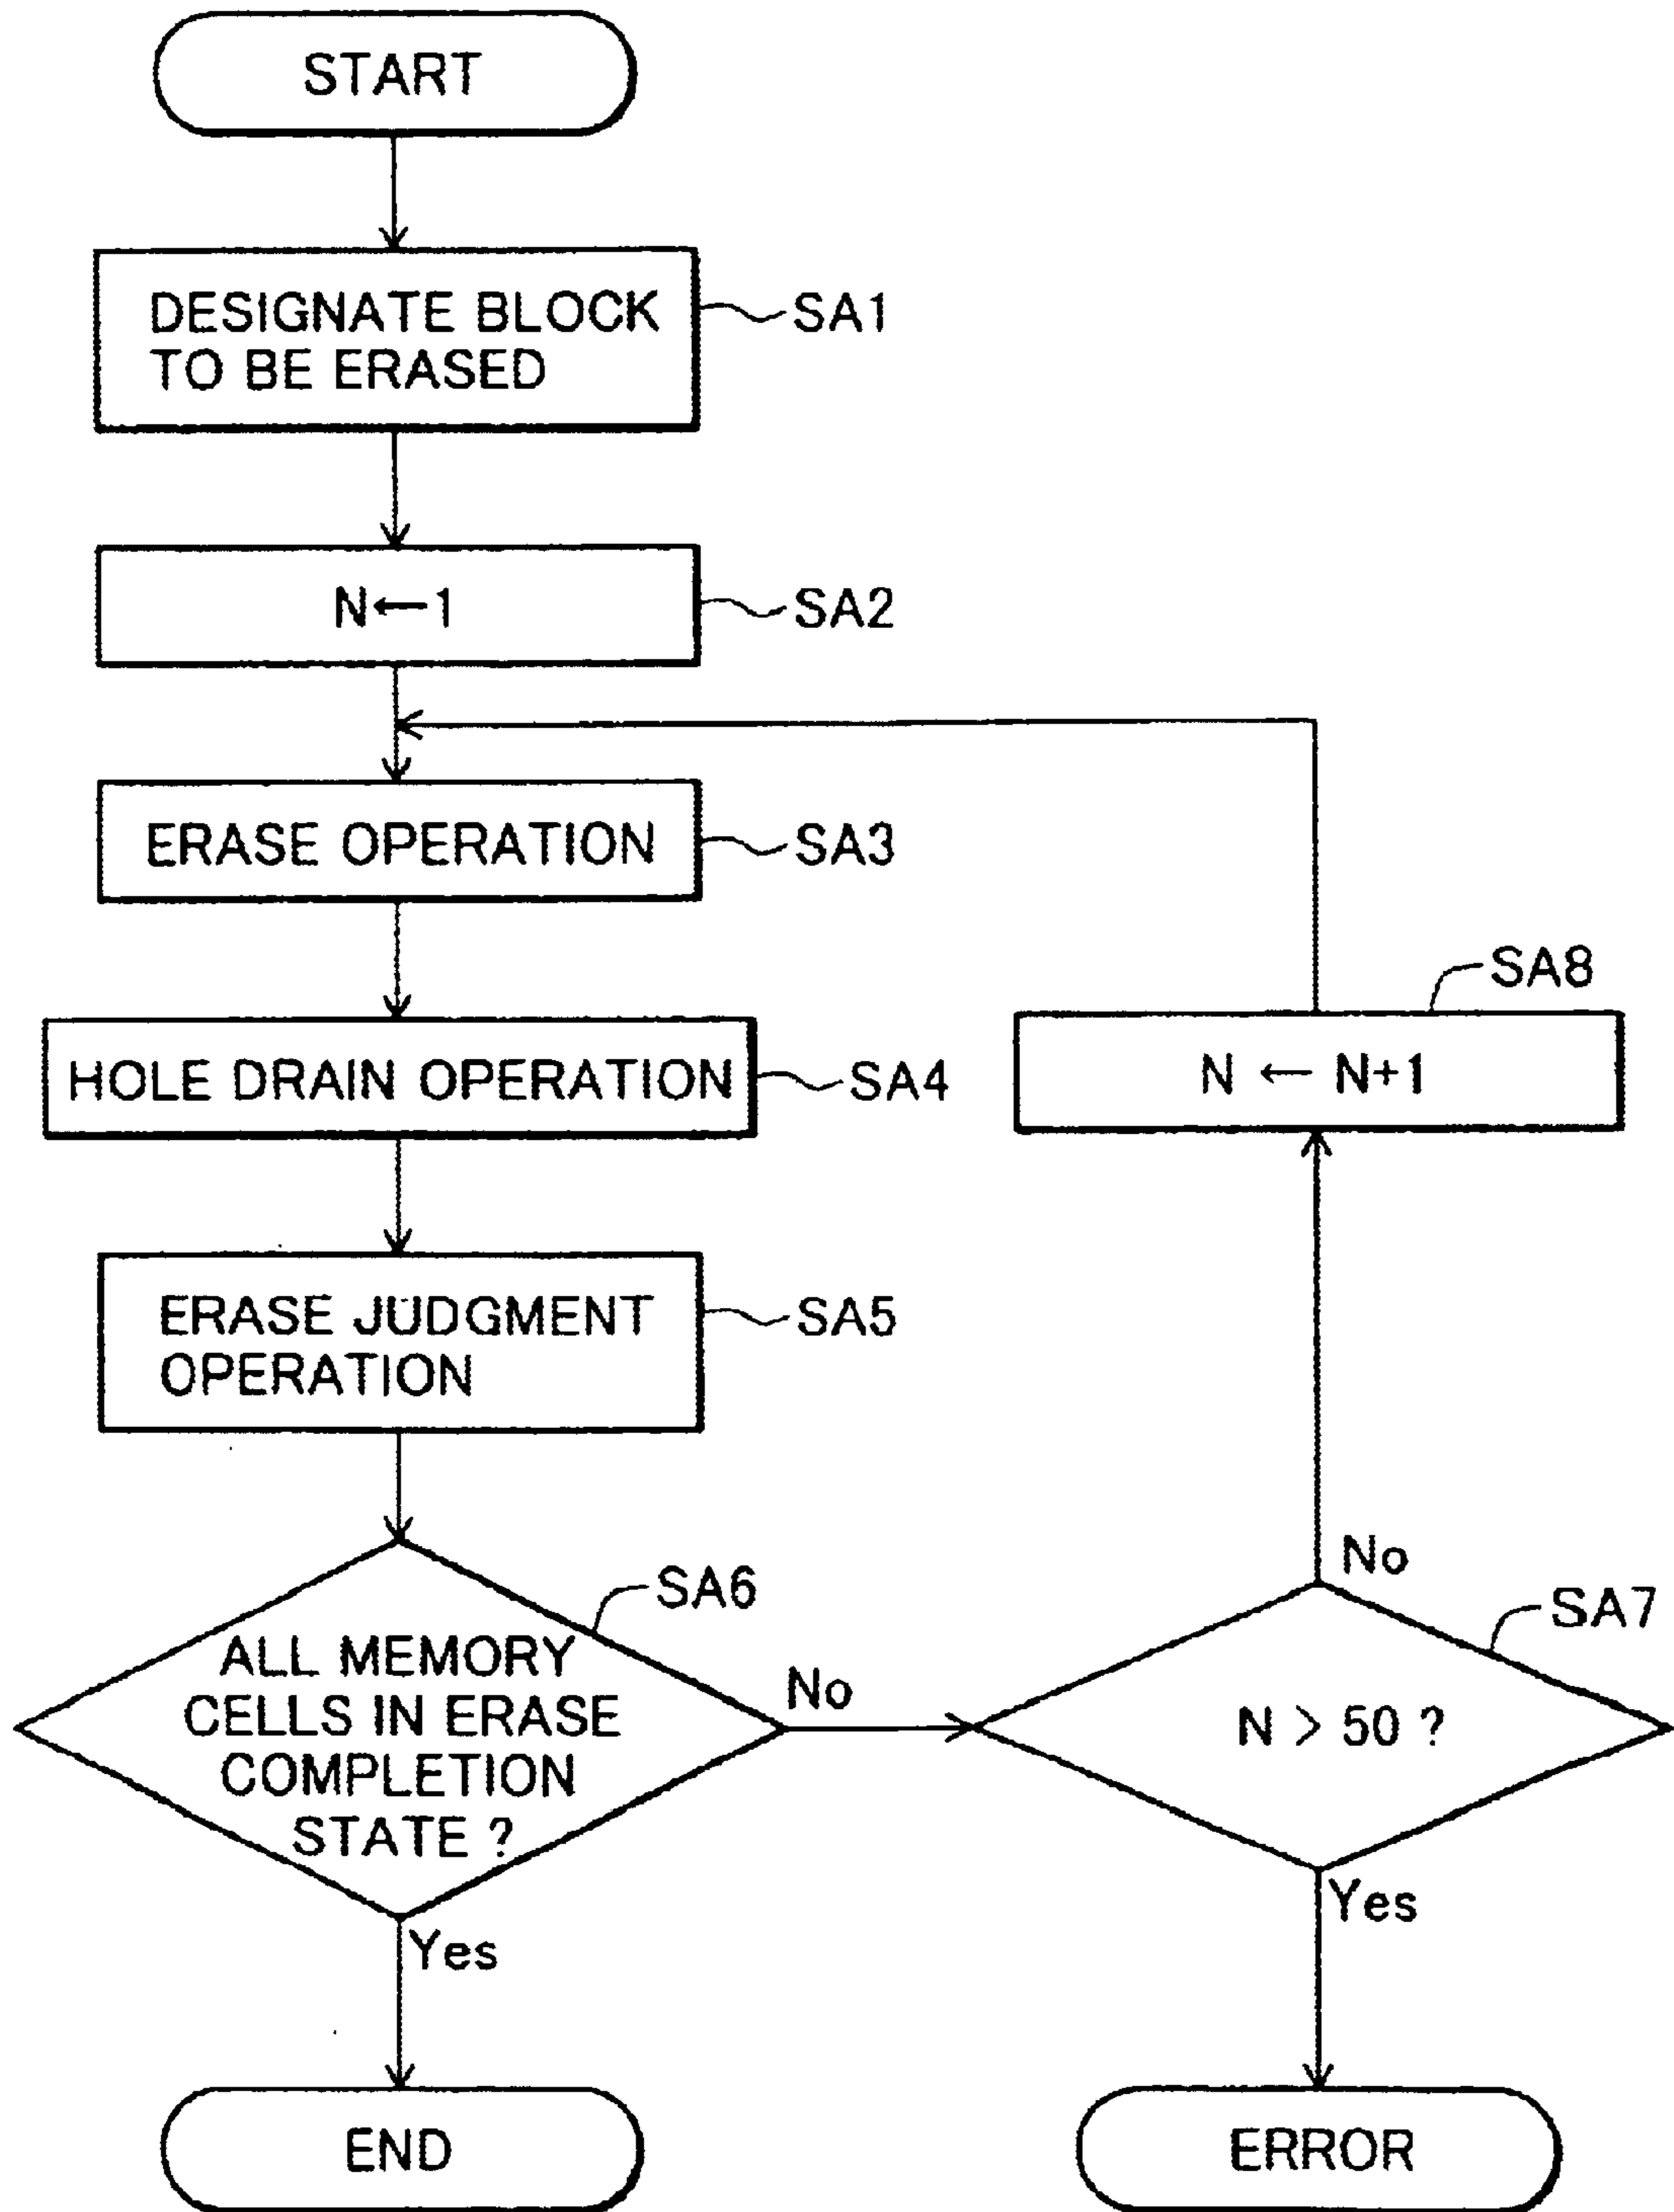 START
DESIGNATE BLOCK
TO BE ERASED
SA1
N←1
SA2
ERASE OPERATION
SA3
HOLE DRAIN OPERATION
SA4
SA8
N ← N+1
ERASE JUDGMENT
OPERATION
SA5
SA6
ALL MEMORY
CELLS IN ERASE
COMPLETION
STATE ?
No
Yes
No
SA7
N > 50 ?
Yes
END
ERROR